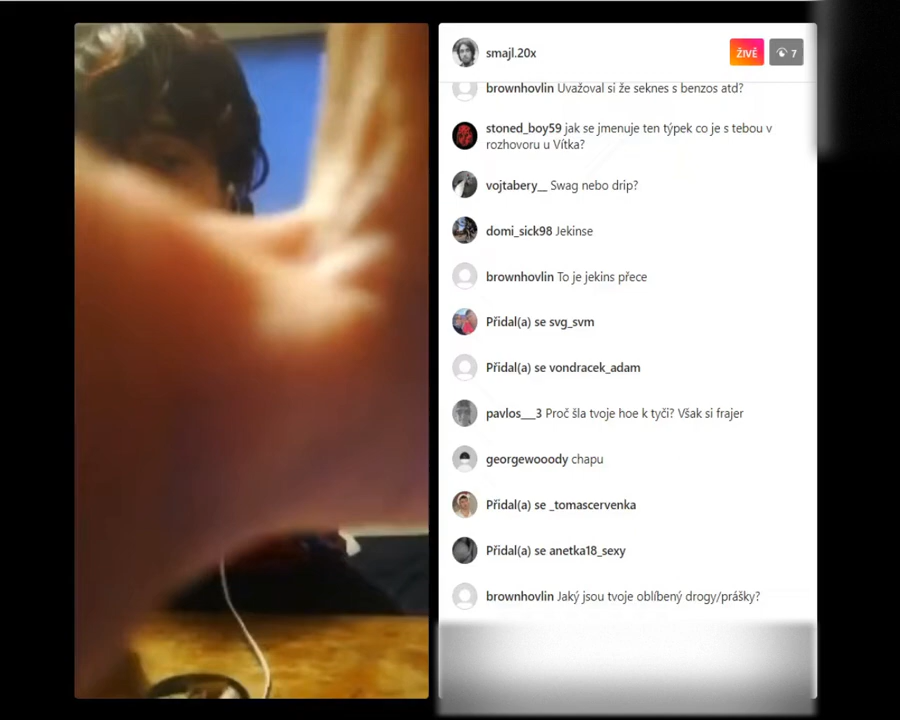 smajl.20x
ŽIVĚ
7
brownhovlin Uvažoval si že seknes s benzos atd?
stoned_boy59 jak se jmenuje ten týpek co je s tebou v
rozhovoru u Vítka?
vojtabery__ Swag nebo drip?
domi_sick98 Jekinse
brownhovlin To je jekins přece
Přidal(a) se svg_svm
Přidal(a) se vondracek_adam
pavlos___3 Proč šla tvoje hoe k tyči? Však si frajer
georgewooody chapu
Přidal(a) se _tomascervenka
Přidal(a) se anetka18_sexy
brownhovlin Jaký jsou tvoje oblíbený drogy/prášky?